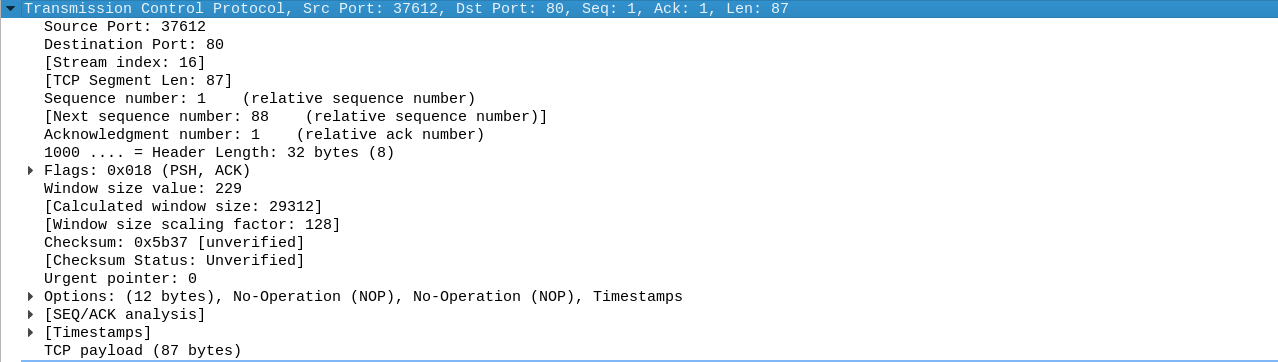 Transmission Control Protocol, Src Port: 37612, Dst Port: 80, Seq: 1, Ack: 1, Len: 87
Source Port: 37612
Destination Port: 80
[Stream index: 16]
[TCP Segment Len: 87]
Sequence number: 1    (relative sequence number)
[Next sequence number: 88    (relative sequence number)]
Acknowledgment number: 1    (relative ack number)
1000 .... = Header Length: 32 bytes (8)
Flags: 0x018 (PSH, ACK)
Window size value: 229
[Calculated window size: 29312]
[Window size scaling factor: 128]
Checksum: 0x5b37 [unverified]
[Checksum Status: Unverified]
Urgent pointer: 0
Options: (12 bytes), No-Operation (NOP), No-Operation (NOP), Timestamps
[SEQ/ACK analysis]
[Timestamps]
TCP payload (87 bytes)